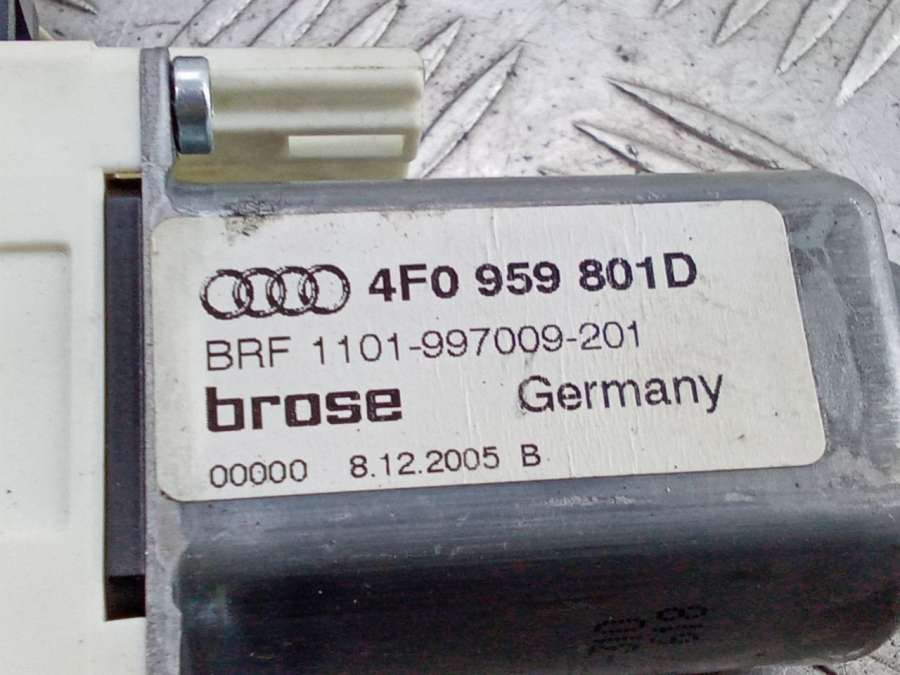 4F0 959 801D
BRF 1101-997009-201
brose Germany
00000 8.12.2005 B